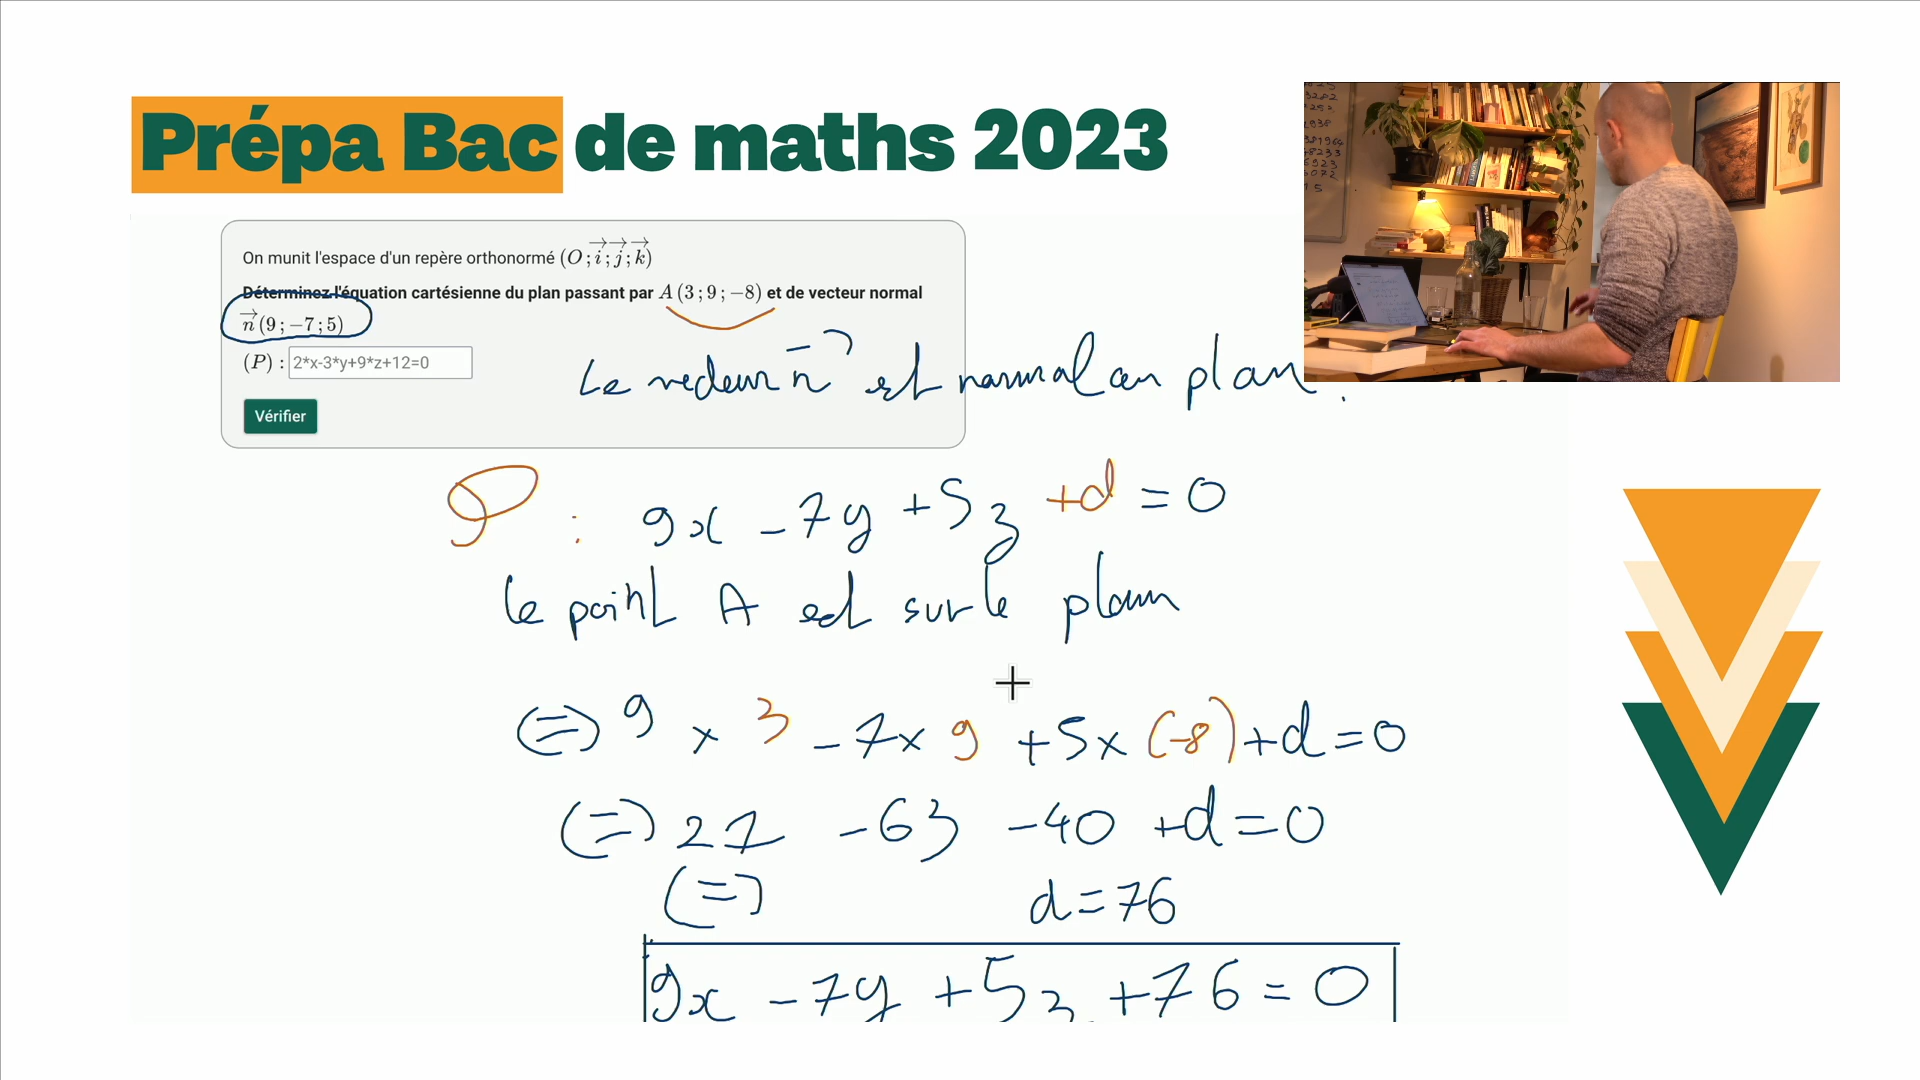 Prépa Bac de maths 2023
On munit l'espace d'un repère orthonormé (O ; i ; j ; k)
Déterminez l'équation cartésienne du plan passant par A (3 ; 9 ; −8) et de vecteur normal
n (9 ; −7 ; 5)
(P) : 2*x-3*y+9*z+12=0
Vérifier
Le vecteur n est normal au plan.
P : 9x - 7y + 5z + d = 0
le point A est sur le plan
(=) 9 × 3 - 7 × 9 + 5 × (-8) + d = 0
(=) 27 - 63 - 40 + d = 0
(=) d = 76
9x - 7y + 5z + 76 = 0